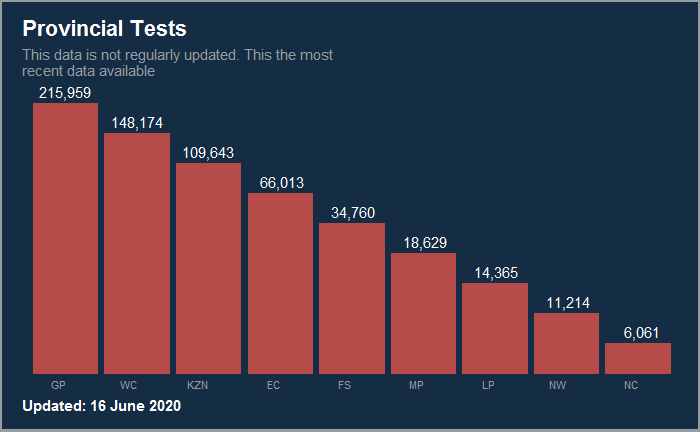 Provincial Tests
This data is not regularly updated. This the most
recent data available
215,959
148,174
109,643
66,013
34,760
18,629
14,365
11,214
6,061
GP WC KZN EC FS MP LP NW NC
Updated: 16 June 2020